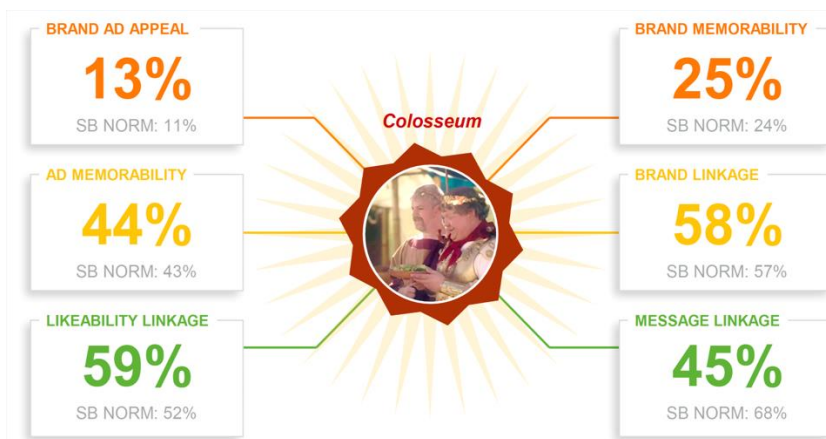 BRAND AD APPEAL
13%
SB NORM: 11%
BRAND MEMORABILITY
25%
SB NORM: 24%
Colosseum
AD MEMORABILITY
44%
SB NORM: 43%
BRAND LINKAGE
58%
SB NORM: 57%
LIKEABILITY LINKAGE
59%
SB NORM: 52%
MESSAGE LINKAGE
45%
SB NORM: 68%